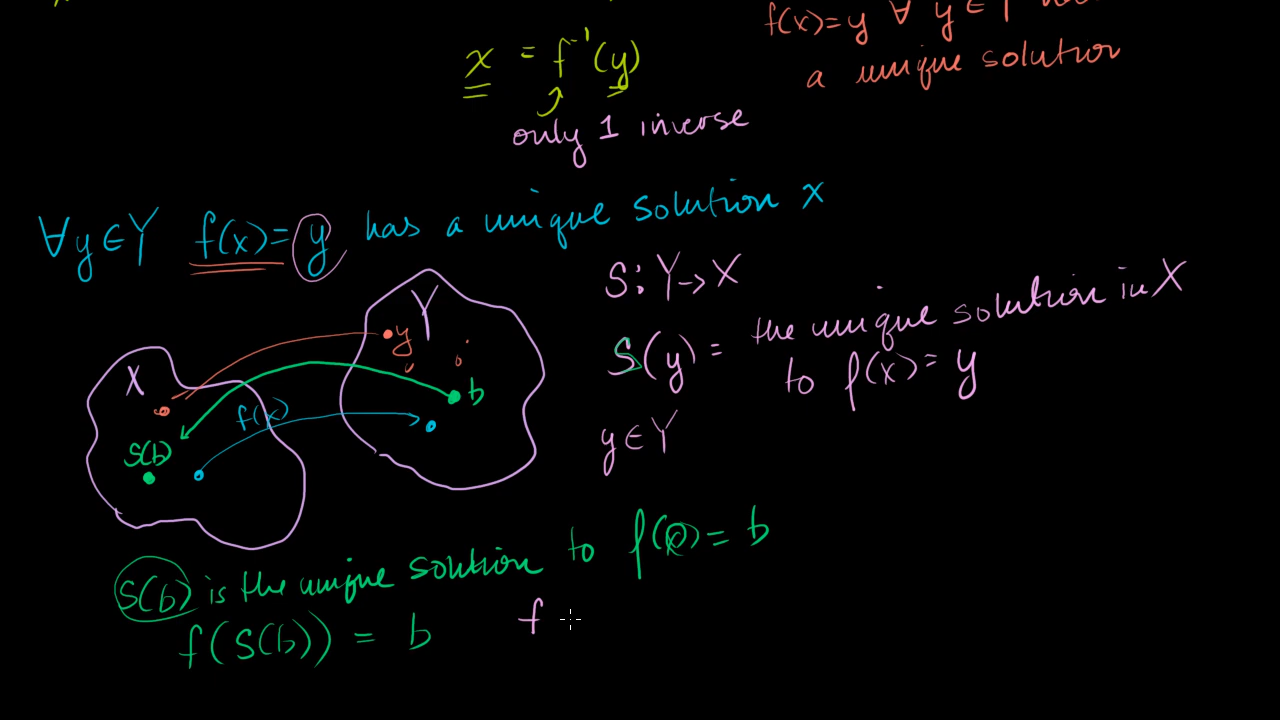 f(x)=y ∀ y ∈ Y
a unique solution
x = f⁻¹(y)
only 1 inverse
∀y∈Y f(x)= y has a unique solution x
S: Y→X
S(y) = the unique solution in X
to f(x)= y
y∈Y
X
Y
y
b
f(x)
S(b)
S(b) is the unique solution to f(x)= b
f(S(b)) = b
f